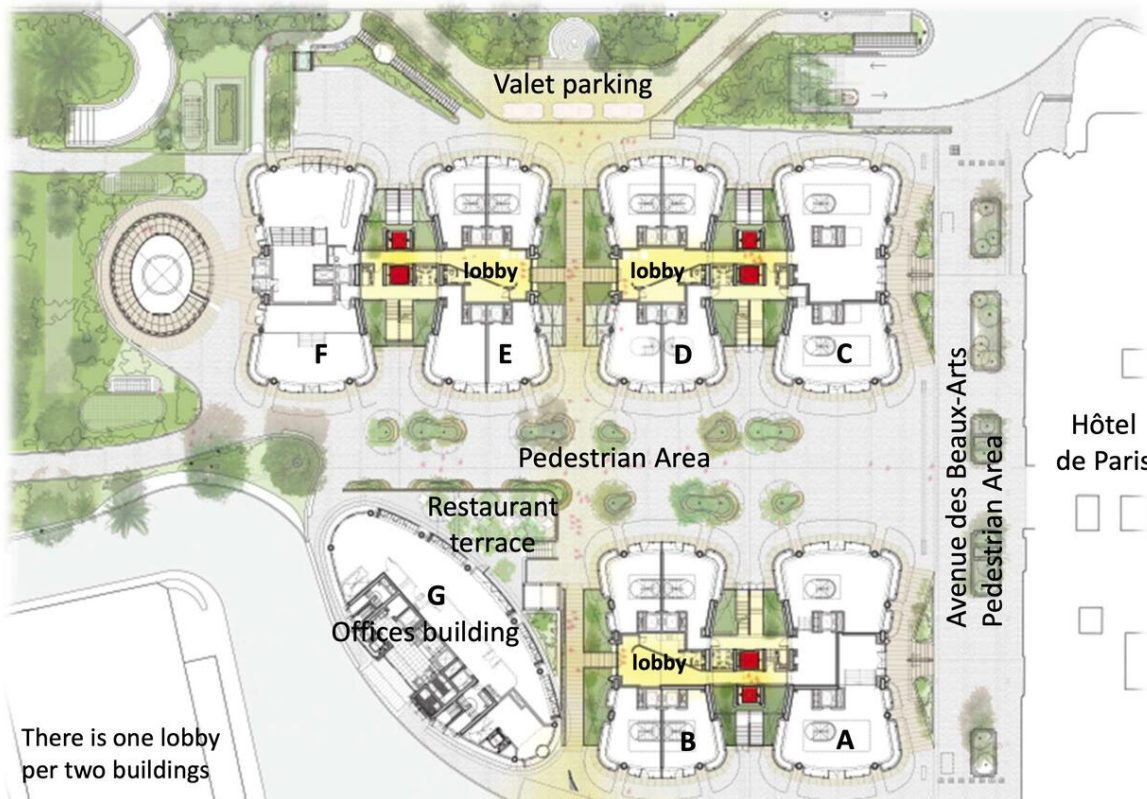 Valet parking
lobby
lobby
F
E
D
C
Avenue des Beaux-Arts
Pedestrian Area
Hôtel
de Paris
Pedestrian Area
Restaurant
terrace
G
Offices building
lobby
B
A
There is one lobby
per two buildings